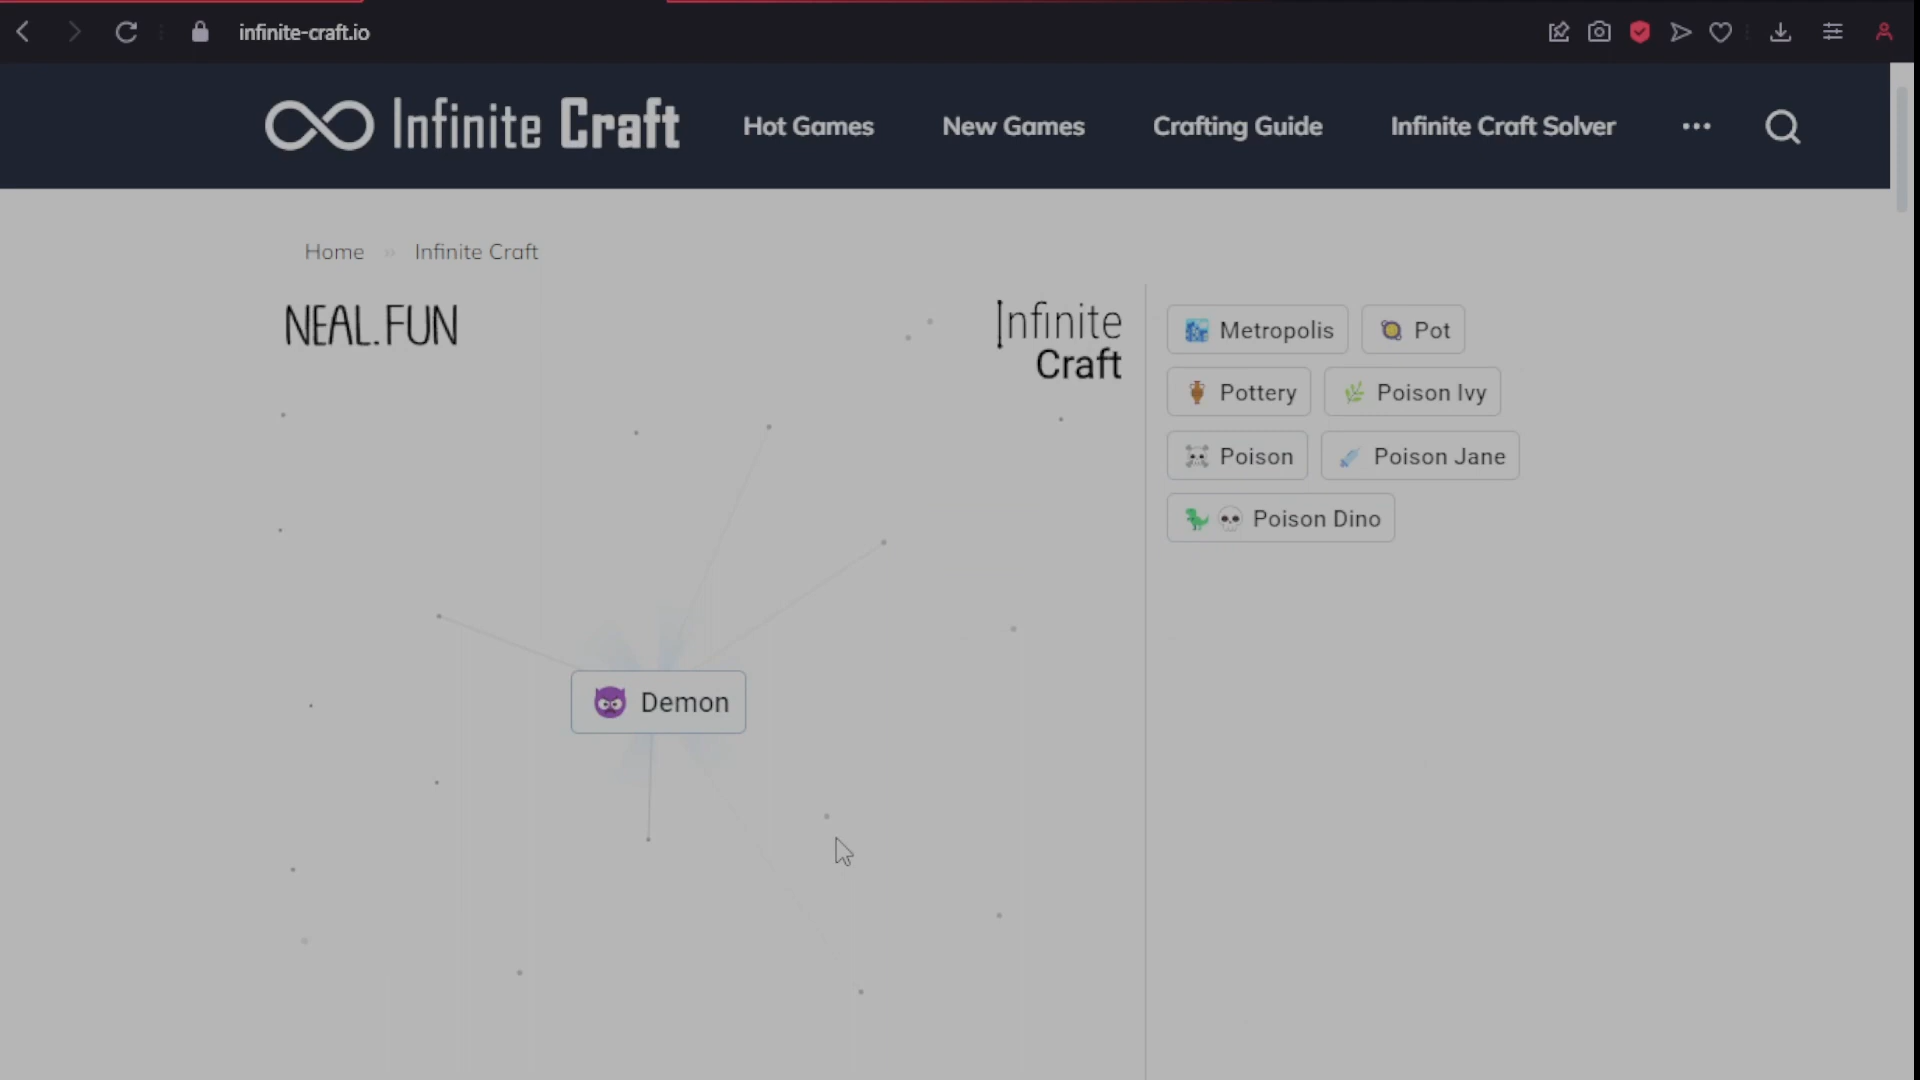 infinite-craft.io
Infinite Craft Hot Games New Games Crafting Guide Infinite Craft Solver ...
Home » Infinite Craft
NEAL.FUN
Infinite
Craft
Metropolis Pot
Pottery Poison Ivy
Poison Poison Jane
Poison Dino
Demon